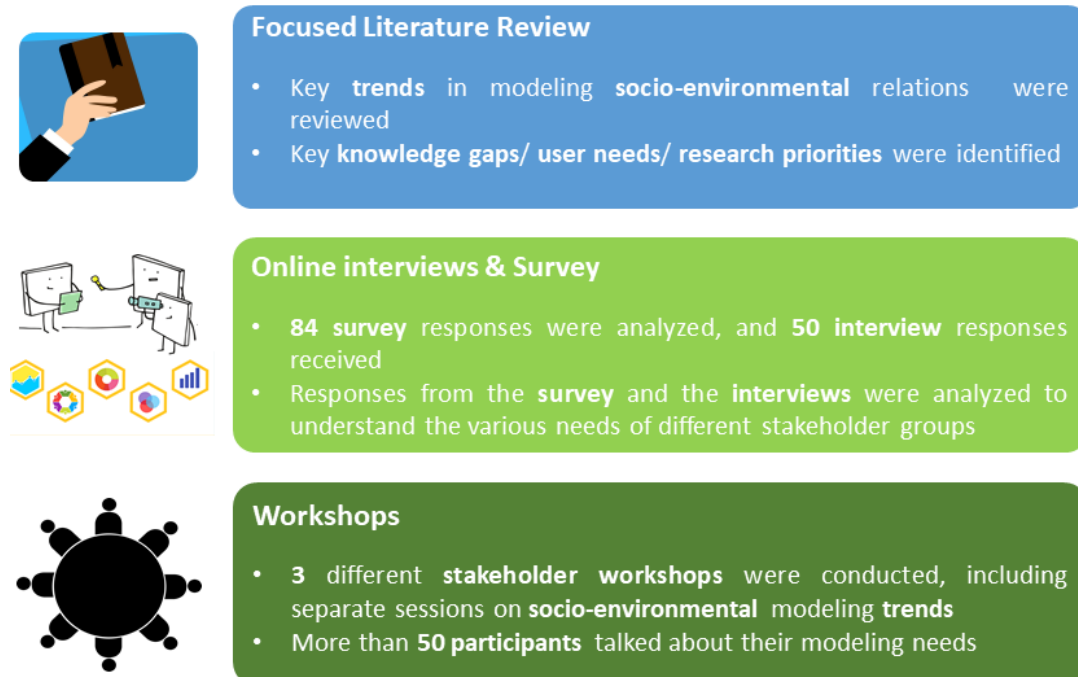 Focused Literature Review
• Key trends in modeling socio-environmental relations were
reviewed
• Key knowledge gaps/ user needs/ research priorities were identified
Online interviews & Survey
• 84 survey responses were analyzed, and 50 interview responses
received
• Responses from the survey and the interviews were analyzed to
understand the various needs of different stakeholder groups
Workshops
• 3 different stakeholder workshops were conducted, including
separate sessions on socio-environmental modeling trends
• More than 50 participants talked about their modeling needs